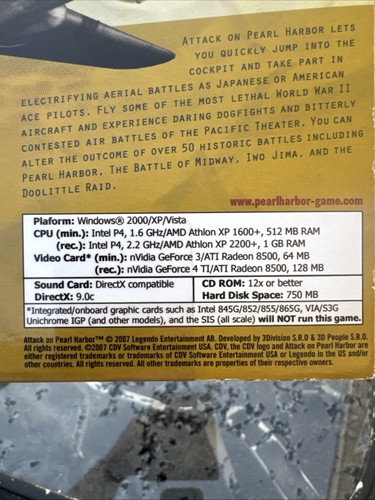 Attack on Pearl Harbor lets
you quickly jump into the
cockpit and take part in
electrifying aerial battles as Japanese or American
ace pilots. Fly some of the most lethal World War II
aircraft and experience daring dogfights and bitterly
contested air battles of the Pacific Theater. You can
alter the outcome of over 50 historic battles including
Pearl Harbor, The Battle of Midway, Iwo Jima, and the
Doolittle Raid.
www.pearlharbor-game.com
Plaform: Windows® 2000/XP/Vista
CPU (min.): Intel P4, 1.6 GHz/AMD Athlon XP 1600+, 512 MB RAM
(rec.): Intel P4, 2.2 GHz/AMD Athlon XP 2200+, 1 GB RAM
Video Card* (min.): nVidia GeForce 3/ATI Radeon 8500, 64 MB
(rec.): nVidia GeForce 4 TI/ATI Radeon 8500, 128 MB
Sound Card: DirectX compatible
DirectX: 9.0c
CD ROM: 12x or better
Hard Disk Space: 750 MB
*Integrated/onboard graphic cards such as Intel 845G/852/855/865G, VIA/S3G
Unichrome IGP (and other models), and the SIS (all scale) will NOT run this game.
Attack on Pearl Harbor™ © 2007 Legendo Entertainment AB. Developed by 3Division S.R.O & 3D People S.R.O.
All rights reserved. ©2007 CDV Software Entertainment USA. CDV, the CDV logo and Attack on Pearl Harbor are
either registered trademarks or trademarks of CDV Software Entertainment USA or Legendo in the US and/or
other countries. All rights reserved. All other trademarks are properties of their respective owners.